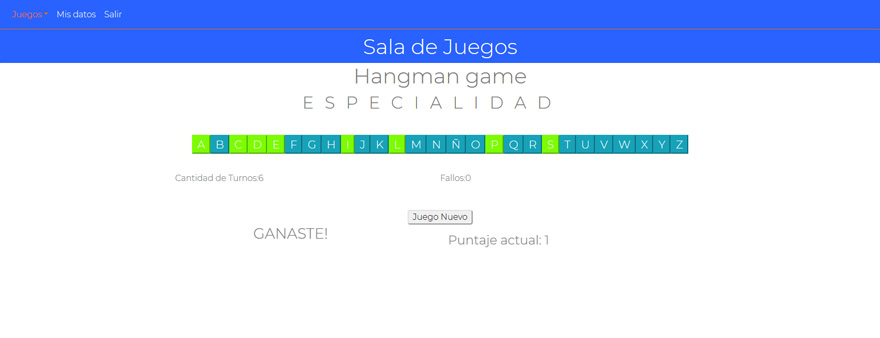 Juegos Mis datos Salir
Sala de Juegos
Hangman game
E S P E C I A L I D A D
A B C D E F G H I J K L M N Ñ O P Q R S T U V W X Y Z
Cantidad de Turnos:6 Fallos:0
Juego Nuevo
GANASTE! Puntaje actual: 1